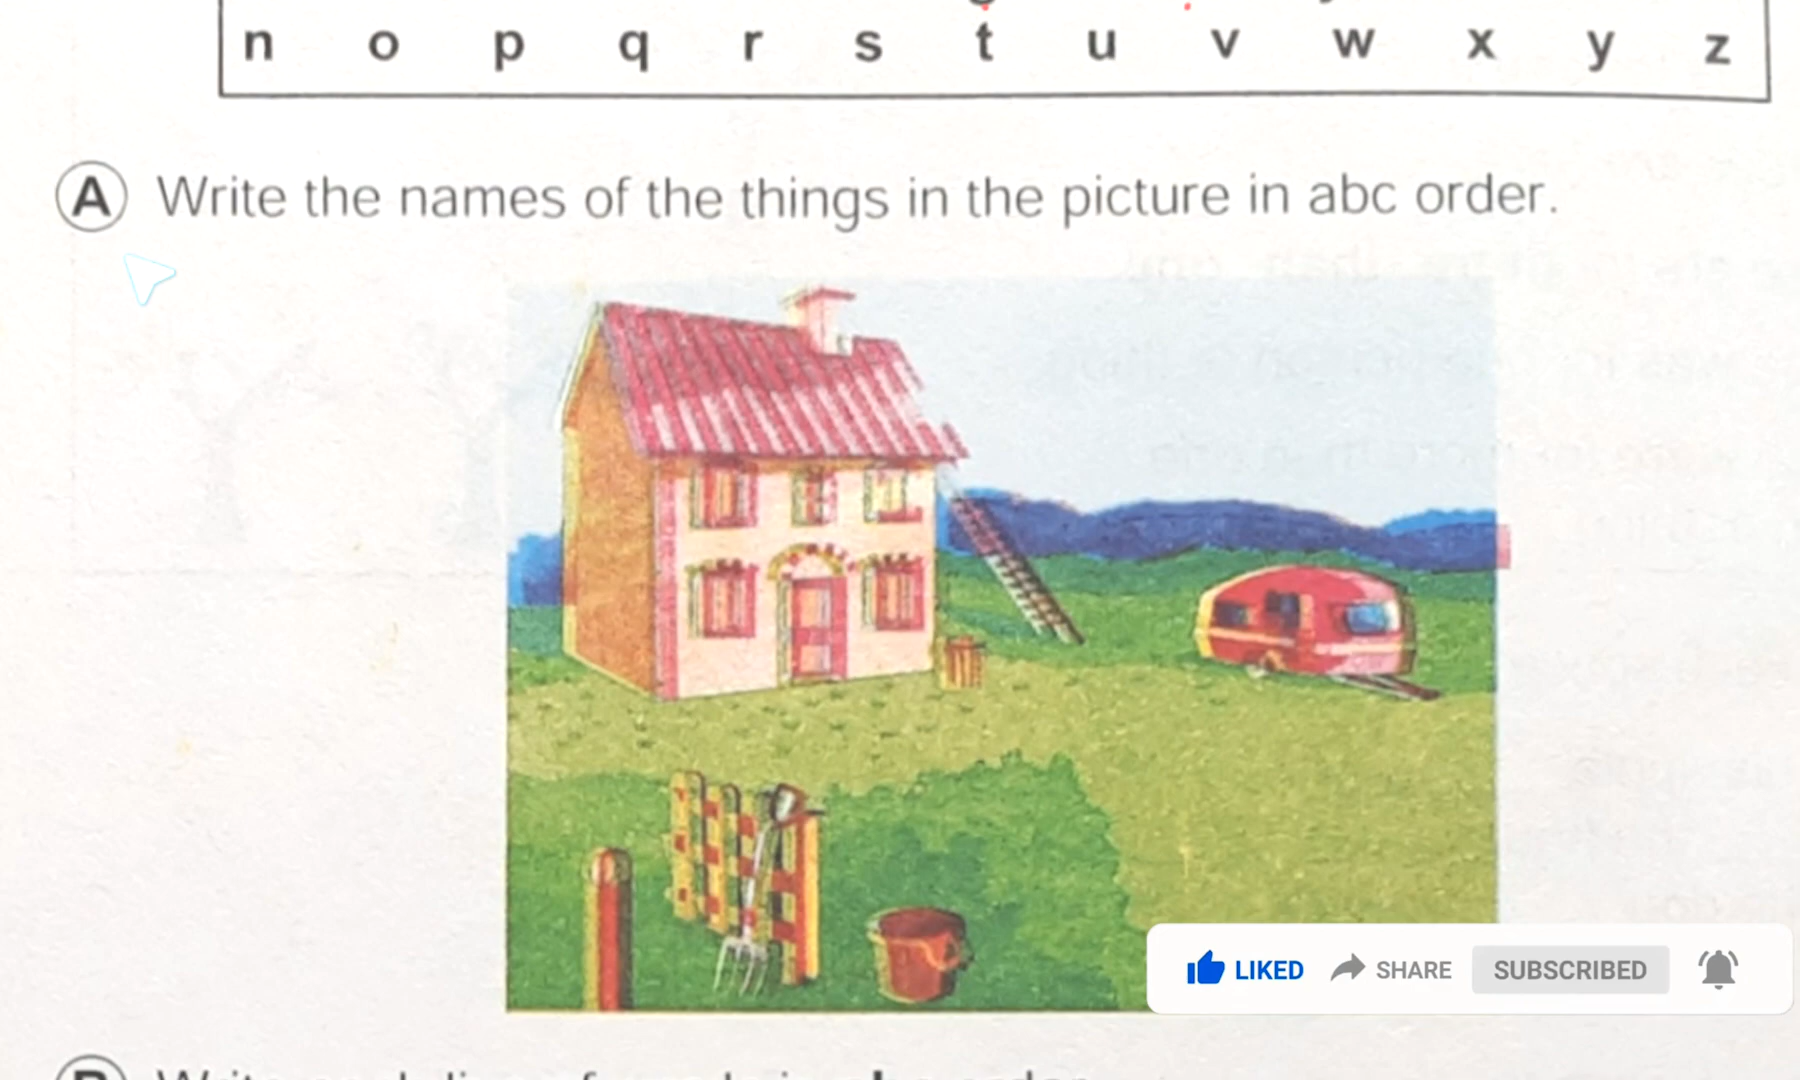 n o p q r s t u v w x y z
A Write the names of the things in the picture in abc order.
LIKED SHARE SUBSCRIBED